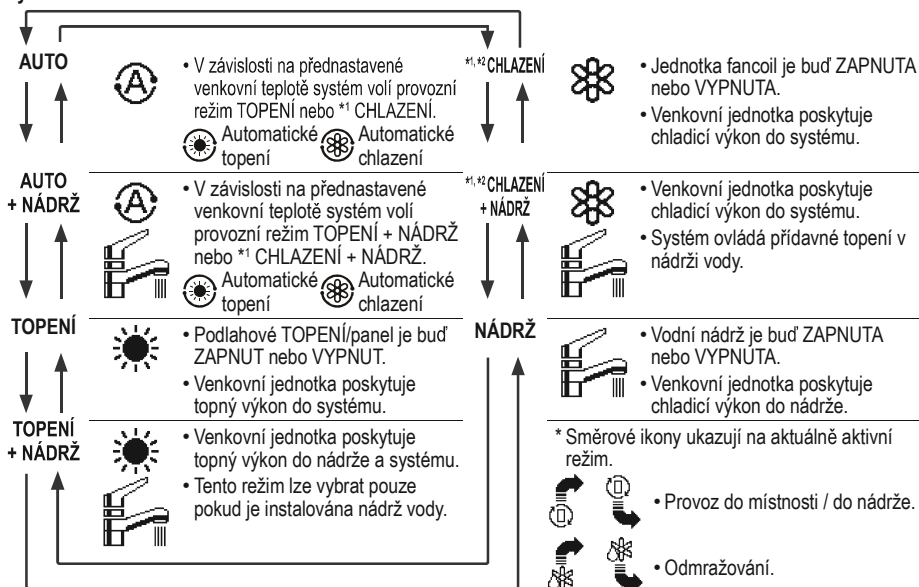 AUTO
• V závislosti na přednastavené
venkovní teplotě systém volí provozní
režim TOPENÍ nebo *1 CHLAZENÍ.
Automatické
topení
Automatické
chlazení
AUTO
+ NÁDRŽ
• V závislosti na přednastavené
venkovní teplotě systém volí
provozní režim TOPENÍ + NÁDRŽ
nebo *1 CHLAZENÍ + NÁDRŽ.
Automatické
topení
Automatické
chlazení
TOPENÍ
• Podlahové TOPENÍ/panel je buď
ZAPNUT nebo VYPNUT.
• Venkovní jednotka poskytuje
topný výkon do systému.
TOPENÍ
+ NÁDRŽ
• Venkovní jednotka poskytuje
topný výkon do nádrže a systému.
• Tento režim lze vybrat pouze
pokud je instalována nádrž vody.
*1, *2 CHLAZENÍ
• Jednotka fancoil je buď ZAPNUTA
nebo VYPNUTA.
• Venkovní jednotka poskytuje
chladicí výkon do systému.
*1, *2 CHLAZENÍ
+ NÁDRŽ
• Venkovní jednotka poskytuje
chladicí výkon do systému.
• Systém ovládá přídavné topení v
nádrži vody.
NÁDRŽ
• Vodní nádrž je buď ZAPNUTA
nebo VYPNUTA.
• Venkovní jednotka poskytuje
chladicí výkon do nádrže.
* Směrové ikony ukazují na aktuálně aktivní
režim.
• Provoz do místnosti / do nádrže.
• Odmražování.